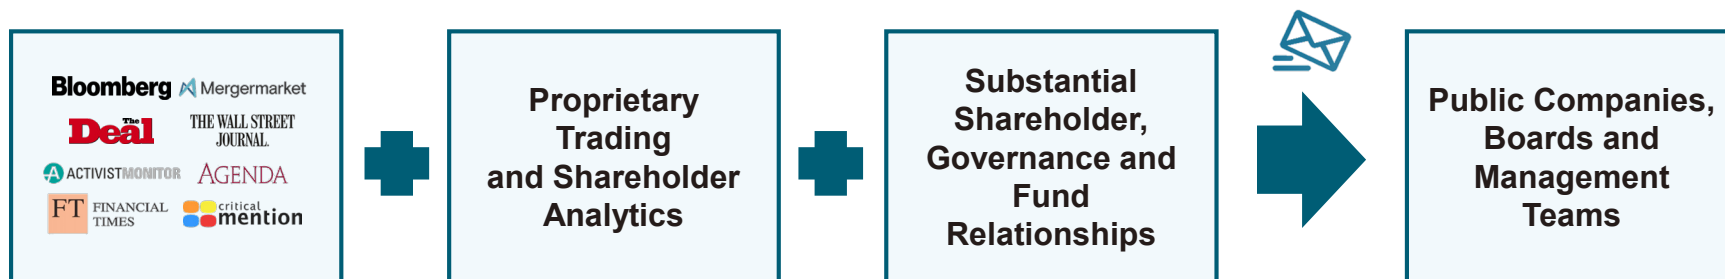 Bloomberg
Mergermarket
The Deal
THE WALL STREET
JOURNAL.
ACTIVISTMONITOR
AGENDA
FT
FINANCIAL
TIMES
critical
mention
Proprietary
Trading
and Shareholder
Analytics
Substantial
Shareholder,
Governance and
Fund
Relationships
Public Companies,
Boards and
Management
Teams